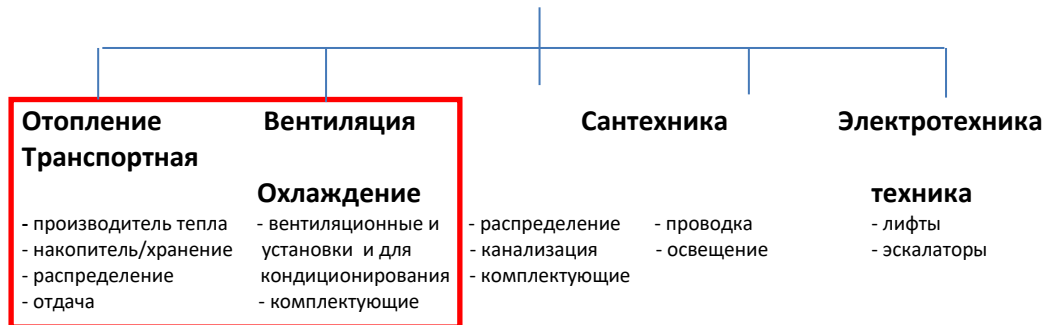 Отопление Вентиляция Сантехника Электротехника
Транспортная
Охлаждение техника
- производитель тепла - вентиляционные и - распределение - проводка - лифты
- накопитель/хранение установки и для - канализация - освещение - эскалаторы
- распределение кондиционирования - комплектующие
- отдача - комплектующие